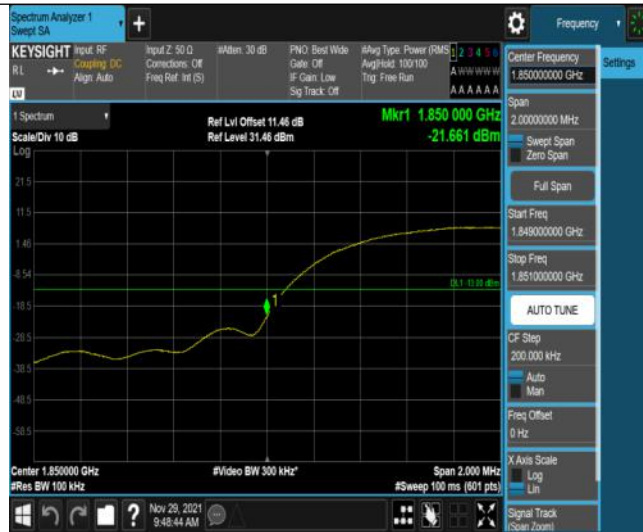 Spectrum Analyzer 1
Swept SA
+
Frequency
KEYSIGHT
RL
Input: RF
Coupling: DC
Align: Auto
Input Z: 50 Ω
Corrections: Off
Freq Ref: Int (S)
#Atten: 30 dB
PNO: Best Wide
Gate: Off
IF Gain: Low
Sig Track: Off
#Avg Type: Power (RMS
Avg|Hold: 100/100
Trig: Free Run
1 2 3 4 5 6
A W W W W W
A A A A A A
1 Spectrum
Scale/Div 10 dB
Log
Ref Lvl Offset 11.46 dB
Ref Level 31.46 dBm
Mkr1 1.850 000 GHz
-21.661 dBm
21.5
11.5
1.46
-8.54
-18.5
-28.5
-38.5
-48.5
-58.5
DL1 -13.00 dBm
1
Center 1.850000 GHz
#Res BW 100 kHz
#Video BW 300 kHz*
Span 2.000 MHz
#Sweep 100 ms (601 pts)
Nov 29, 2021
9:48:44 AM
?
Center Frequency
1.850000000 GHz
Settings
Span
2.00000000 MHz
Swept Span
Zero Span
Full Span
Start Freq
1.849000000 GHz
Stop Freq
1.851000000 GHz
AUTO TUNE
CF Step
200.000 kHz
Auto
Man
Freq Offset
0 Hz
X Axis Scale
Log
Lin
Signal Track
(Span Zoom)